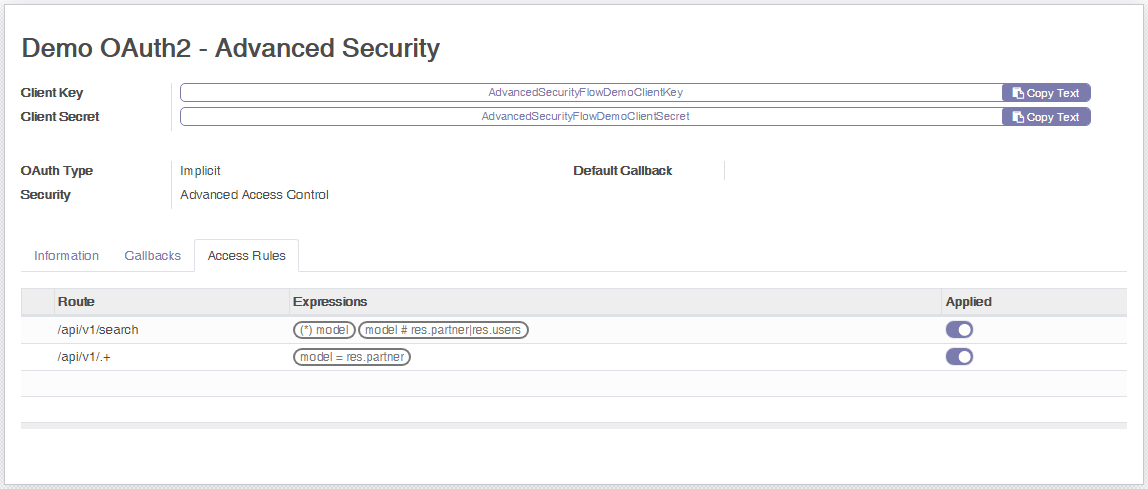 Demo OAuth2 - Advanced Security
Client Key AdvancedSecurityFlowDemoClientKey Copy Text
Client Secret AdvancedSecurityFlowDemoClientSecret Copy Text
OAuth Type Implicit Default Callback
Security Advanced Access Control
Information Callbacks Access Rules
Route Expressions Applied
/api/v1/search (*) model model # res.partner|res.users
/api/v1/.+ model = res.partner